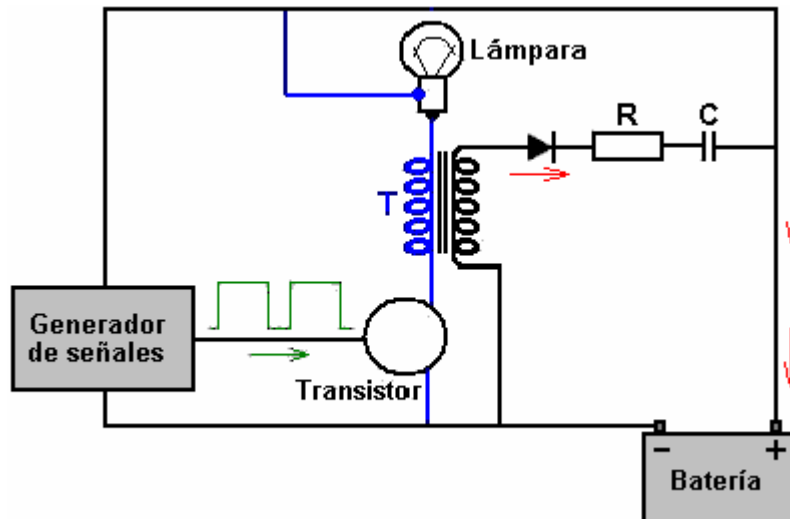 Lámpara
R
C
T
Generador
de señales
Transistor
− +
Batería